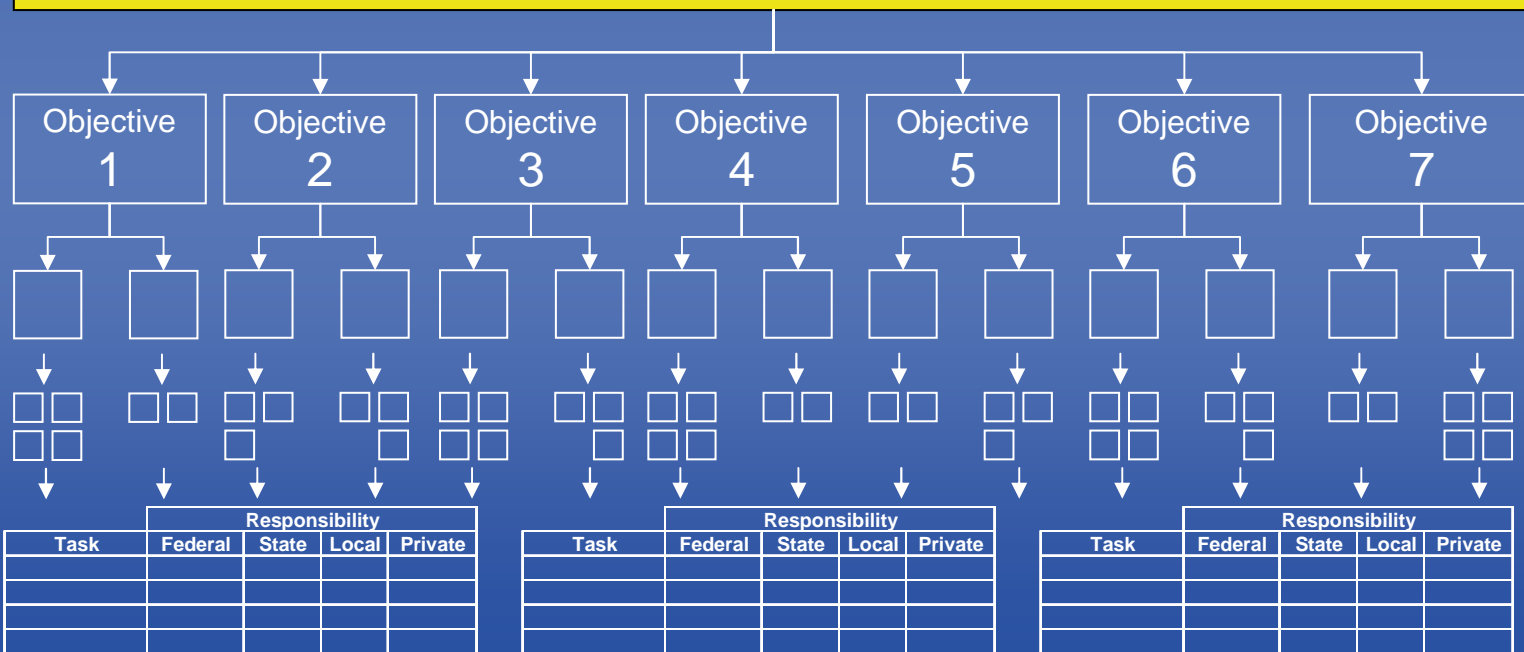 Objective
1
Objective
2
Objective
3
Objective
4
Objective
5
Objective
6
Objective
7
Responsibility
Task Federal State Local Private
Responsibility
Task Federal State Local Private
Responsibility
Task Federal State Local Private